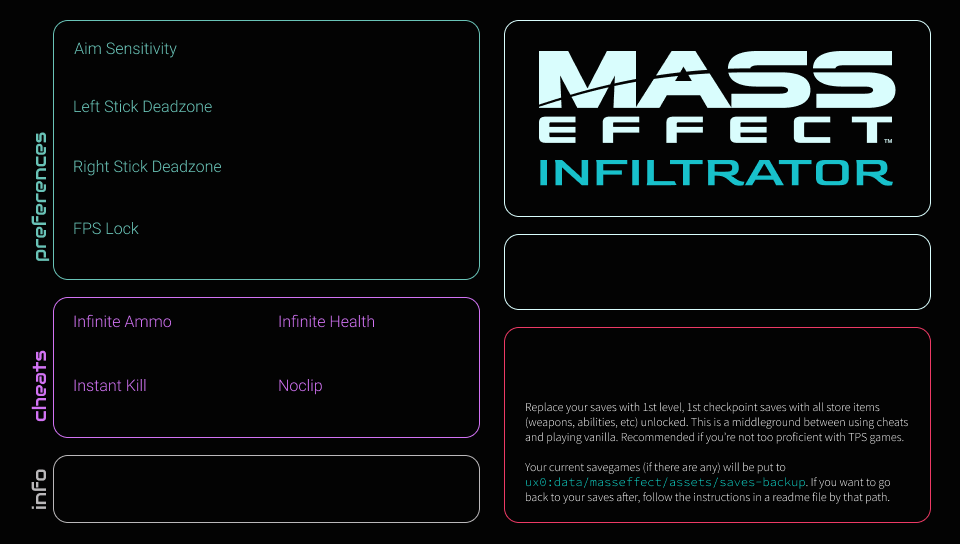 preferences
Aim Sensitivity
Left Stick Deadzone
Right Stick Deadzone
FPS Lock
cheats
Infinite Ammo
Infinite Health
Instant Kill
Noclip
info
MASS
EFFECT™
INFILTRATOR
Replace your saves with 1st level, 1st checkpoint saves with all store items
(weapons, abilities, etc) unlocked. This is a middleground between using cheats
and playing vanilla. Recommended if you're not too proficient with TPS games.
Your current savegames (if there are any) will be put to
ux0:data/masseffect/assets/saves-backup. If you want to go
back to your saves after, follow the instructions in a readme file by that path.